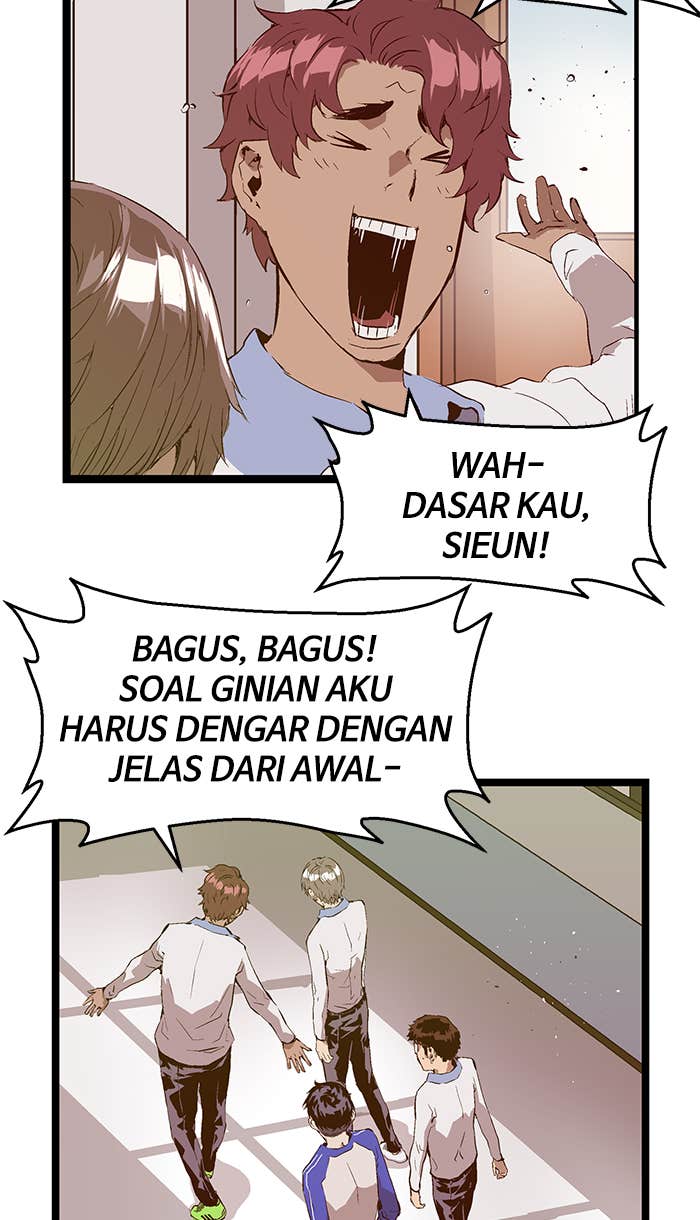 WAH-
DASAR KAU,
SIEUN!
BAGUS, BAGUS!
SOAL GINIAN AKU
HARUS DENGAR DENGAN
JELAS DARI AWAL-